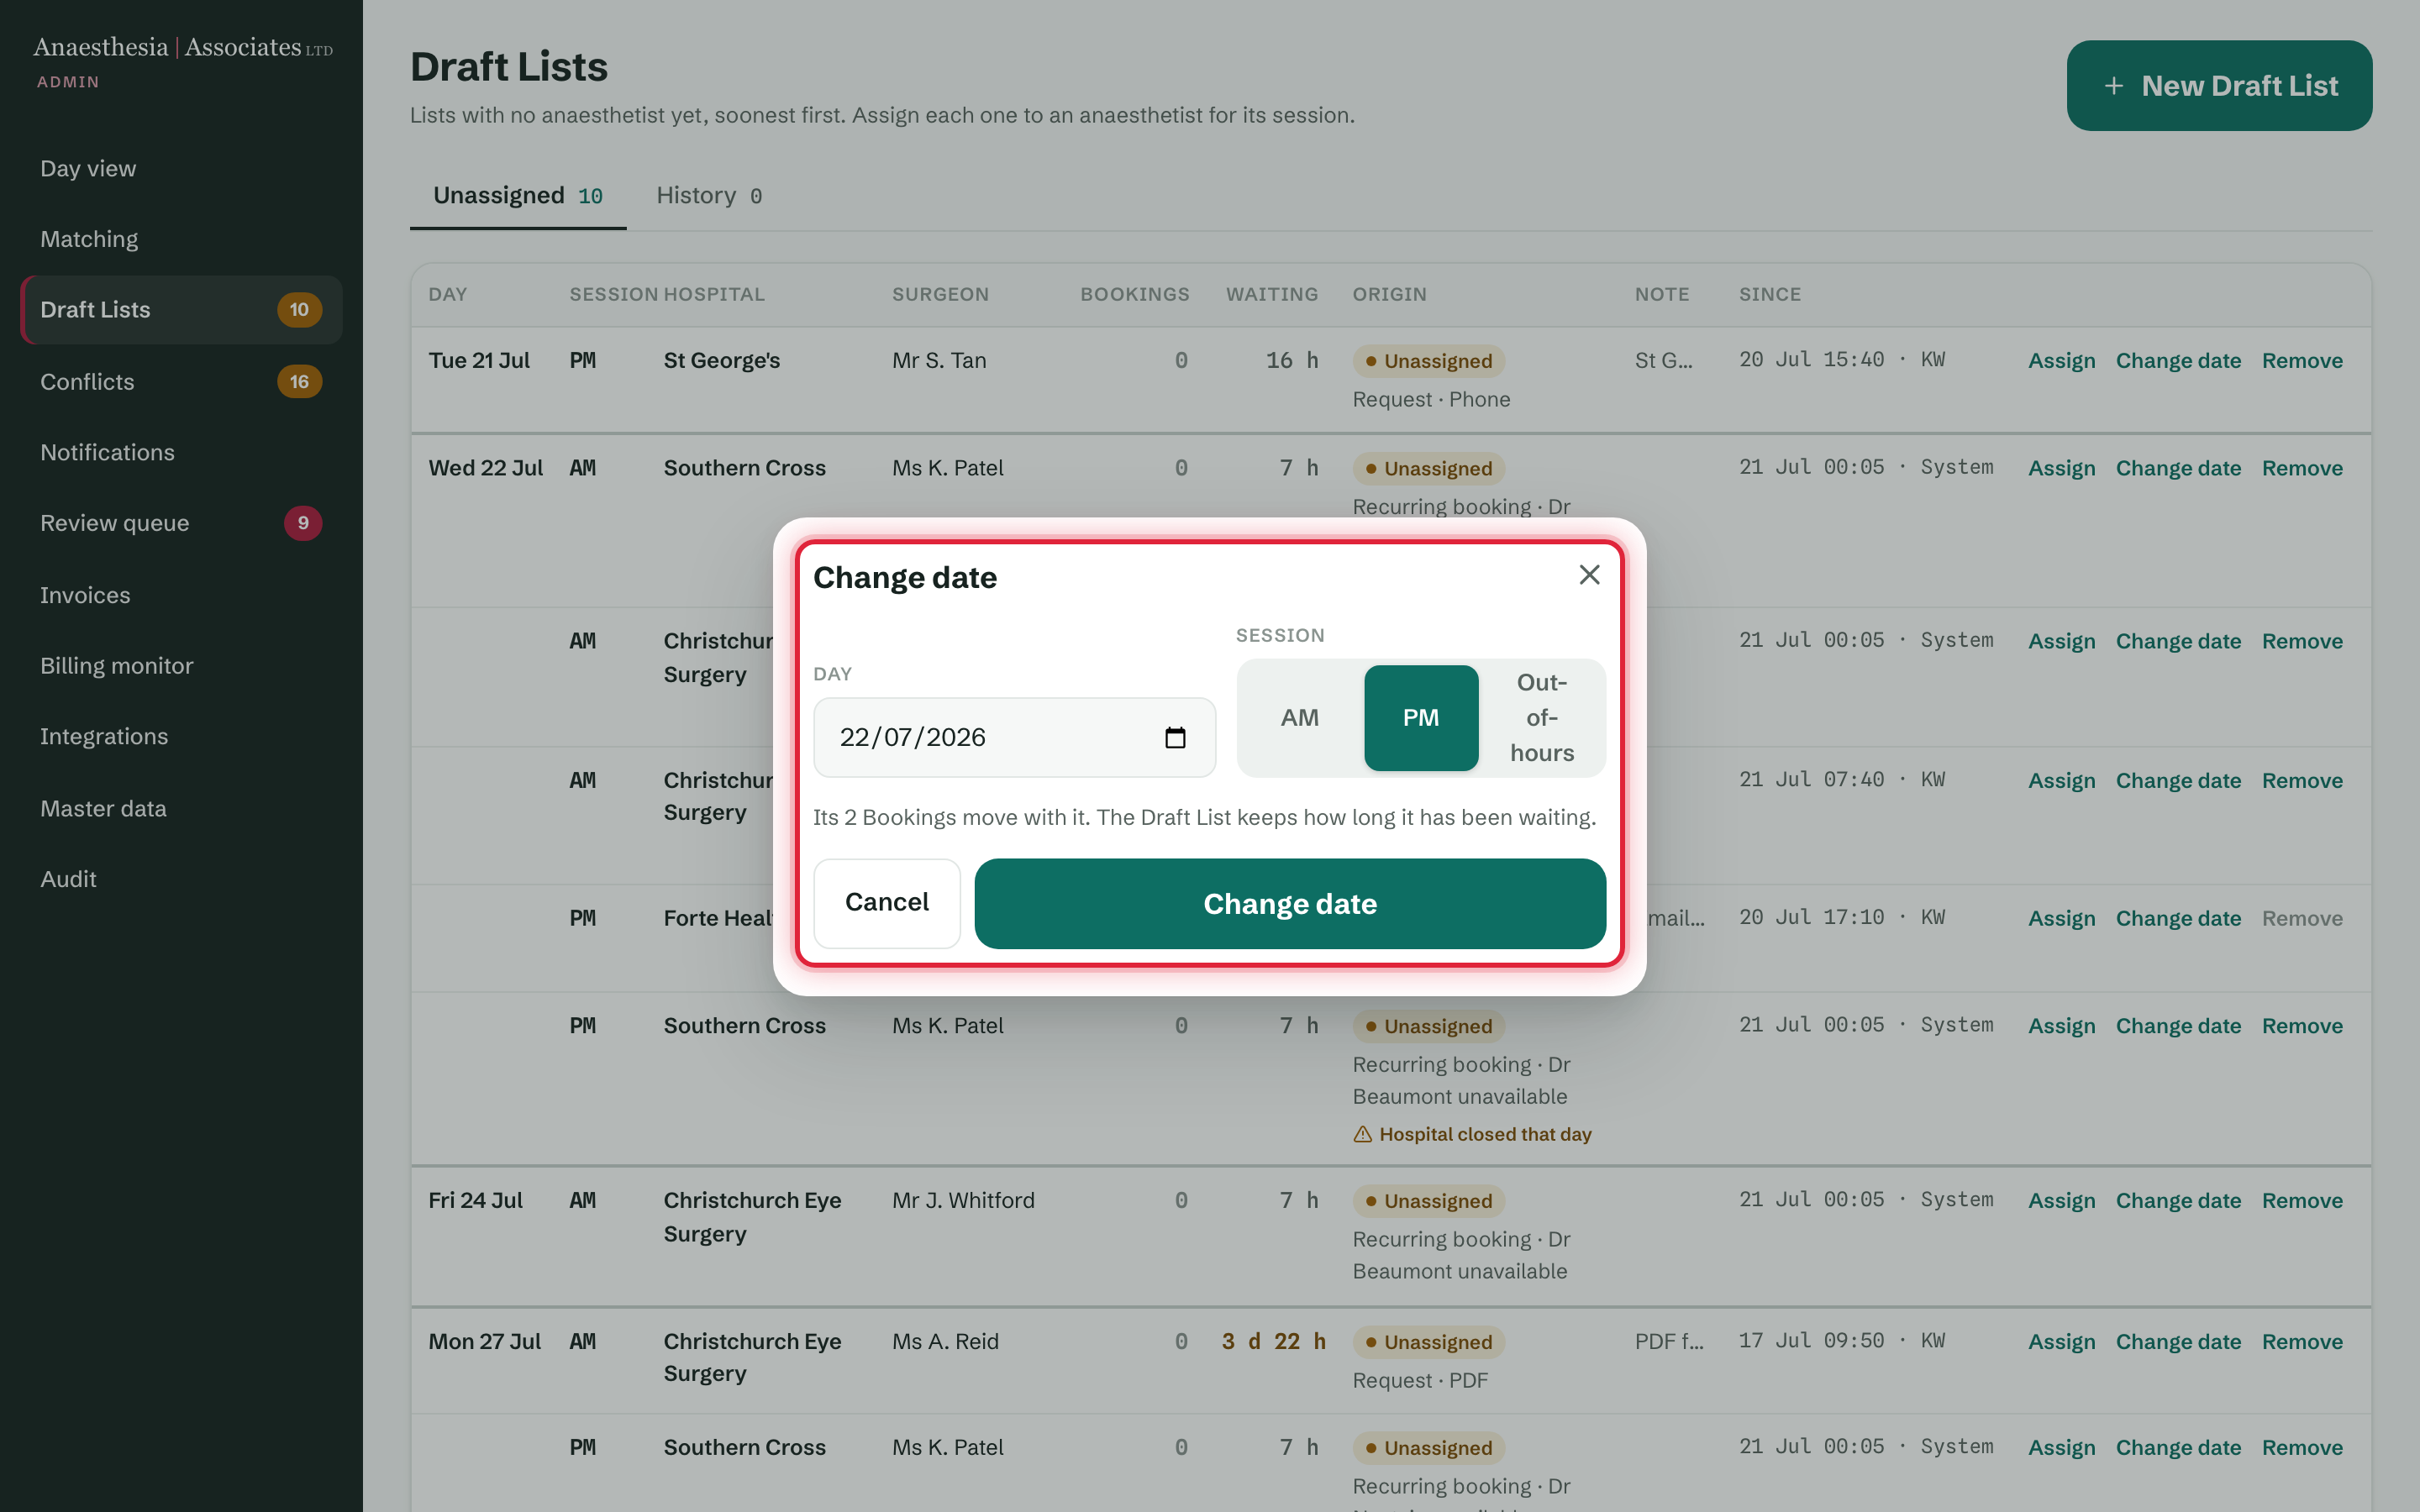 Anaesthesia | Associates LTD
ADMIN
Day view
Matching
Draft Lists 10
Conflicts 16
Notifications
Review queue 9
Invoices
Billing monitor
Integrations
Master data
Audit
Draft Lists
Lists with no anaesthetist yet, soonest first. Assign each one to an anaesthetist for its session.
+ New Draft List
Unassigned 10 History 0
DAY SESSION HOSPITAL SURGEON BOOKINGS WAITING ORIGIN NOTE SINCE
Tue 21 Jul PM St George's Mr S. Tan 0 16 h Unassigned St G... 20 Jul 15:40 · KW Assign Change date Remove
Request · Phone
Wed 22 Jul AM Southern Cross Ms K. Patel 0 7 h Unassigned 21 Jul 00:05 · System Assign Change date Remove
Recurring booking · Dr
AM Christchur 21 Jul 00:05 · System Assign Change date Remove
Surgery
AM Christchur 21 Jul 07:40 · KW Assign Change date Remove
Surgery
PM Forte Heal mail... 20 Jul 17:10 · KW Assign Change date Remove
Change date
SESSION
DAY
22/07/2026
AM PM Out-
of-
hours
Its 2 Bookings move with it. The Draft List keeps how long it has been waiting.
Cancel Change date
PM Southern Cross Ms K. Patel 0 7 h Unassigned 21 Jul 00:05 · System Assign Change date Remove
Recurring booking · Dr
Beaumont unavailable
Hospital closed that day
Fri 24 Jul AM Christchurch Eye Mr J. Whitford 0 7 h Unassigned 21 Jul 00:05 · System Assign Change date Remove
Surgery
Recurring booking · Dr
Beaumont unavailable
Mon 27 Jul AM Christchurch Eye Ms A. Reid 0 3 d 22 h Unassigned PDF f... 17 Jul 09:50 · KW Assign Change date Remove
Surgery
Request · PDF
PM Southern Cross Ms K. Patel 0 7 h Unassigned 21 Jul 00:05 · System Assign Change date Remove
Recurring booking · Dr